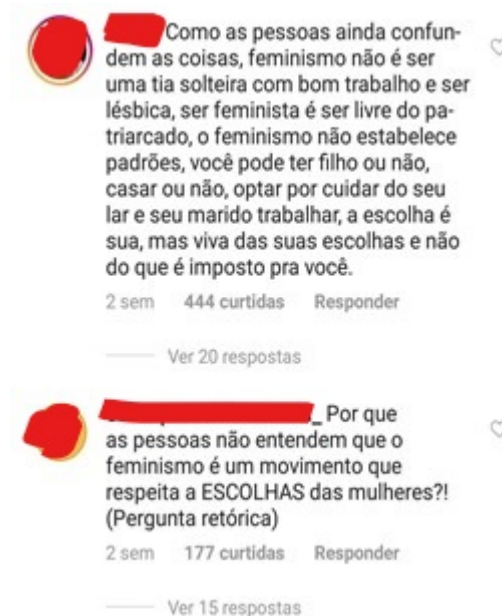 Como as pessoas ainda confun-
dem as coisas, feminismo não é ser
uma tia solteira com bom trabalho e ser
lésbica, ser feminista é ser livre do pa-
triarcado, o feminismo não estabelece
padrões, você pode ter filho ou não,
casar ou não, optar por cuidar do seu
lar e seu marido trabalhar, a escolha é
sua, mas viva das suas escolhas e não
do que é imposto pra você.
2 sem 444 curtidas Responder
Ver 20 respostas
_ Por que
as pessoas não entendem que o
feminismo é um movimento que
respeita a ESCOLHAS das mulheres?!
(Pergunta retórica)
2 sem 177 curtidas Responder
Ver 15 respostas